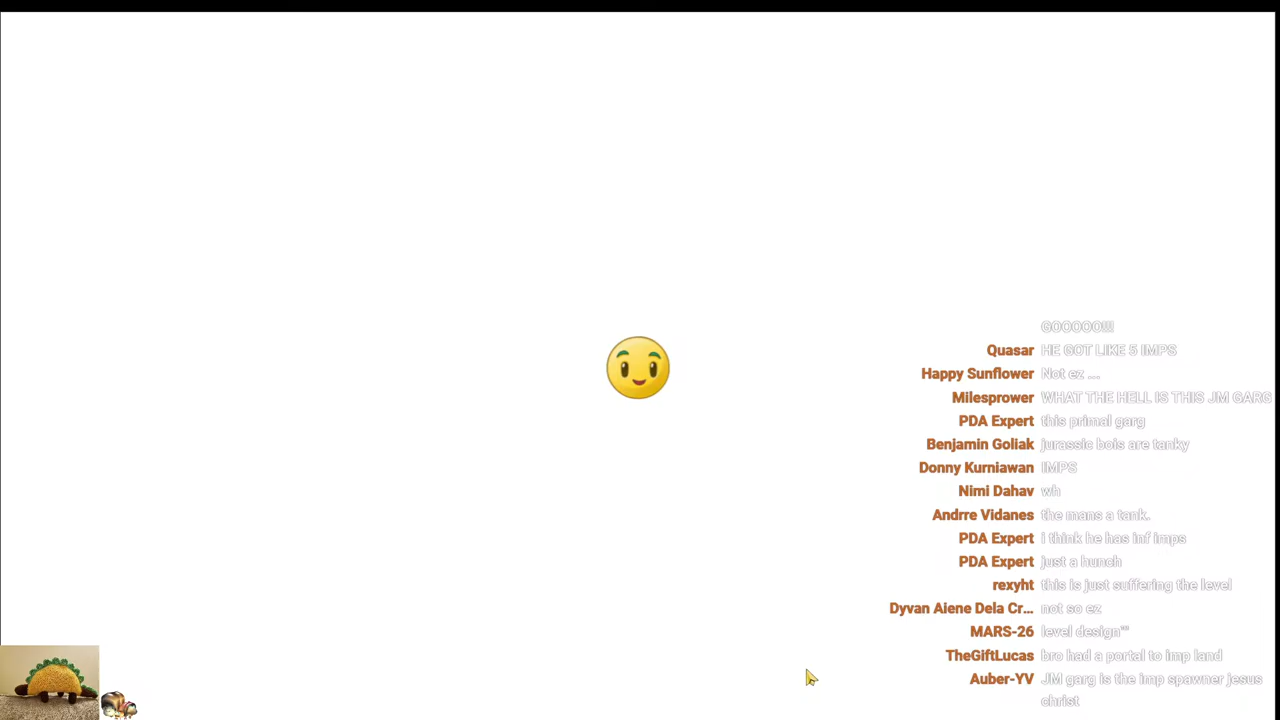 GOOOOO!!!
Quasar HE GOT LIKE 5 IMPS
Happy Sunflower Not ez ...
Milesprower WHAT THE HELL IS THIS JM GARG
PDA Expert this primal garg
Benjamin Goliak jurassic bois are tanky
Donny Kurniawan IMPS
Nimi Dahav wh
Andrre Vidanes the mans a tank.
PDA Expert i think he has inf imps
PDA Expert just a hunch
rexyht this is just suffering the level
Dyvan Aiene Dela Cr... not so ez
MARS-26 level design""
TheGiftLucas bro had a portal to imp land
Auber-YV JM garg is the imp spawner jesus
christ